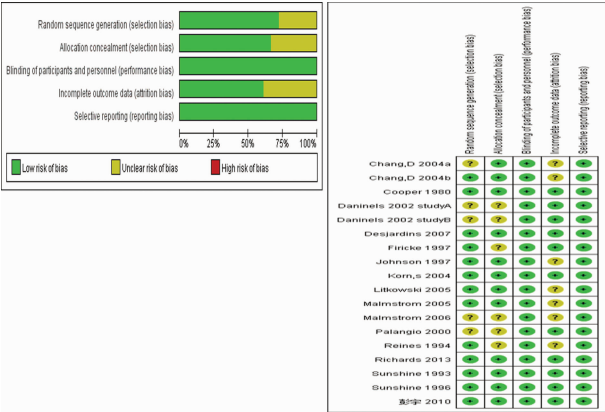 Random sequence generation (selection bias)
Allocation concealment (selection bias)
Blinding of participants and personnel (performance bias)
Incomplete outcome data (attrition bias)
Selective reporting (reporting bias)
0% 25% 50% 75% 100%
Low risk of bias Unclear risk of bias High risk of bias
Random sequence generation (selection bias)
Allocation concealment (selection bias)
Blinding of participants and personnel (performance bias)
Incomplete outcome data (attrition bias)
Selective reporting (reporting bias)
Chang,D 2004a ? + + ? +
Chang,D 2004b + + + ? +
Cooper 1980 + + + + +
Daninels 2002 studyA ? ? + + +
Daninels 2002 studyB ? ? + + +
Desjardins 2007 + + + + +
Firicke 1997 + ? + + +
Johnson 1997 + + + ? +
Korn,s 2004 + + + + +
Litkowski 2005 + + + ? +
Malmstrom 2005 + + + ? +
Malmstrom 2006 ? ? + ? +
Palangio 2000 ? ? + + +
Reines 1994 + ? + ? +
Richards 2013 + + + + +
Sunshine 1993 + + + + +
Sunshine 1996 + + + + +
彭宇 2010 + + + + +